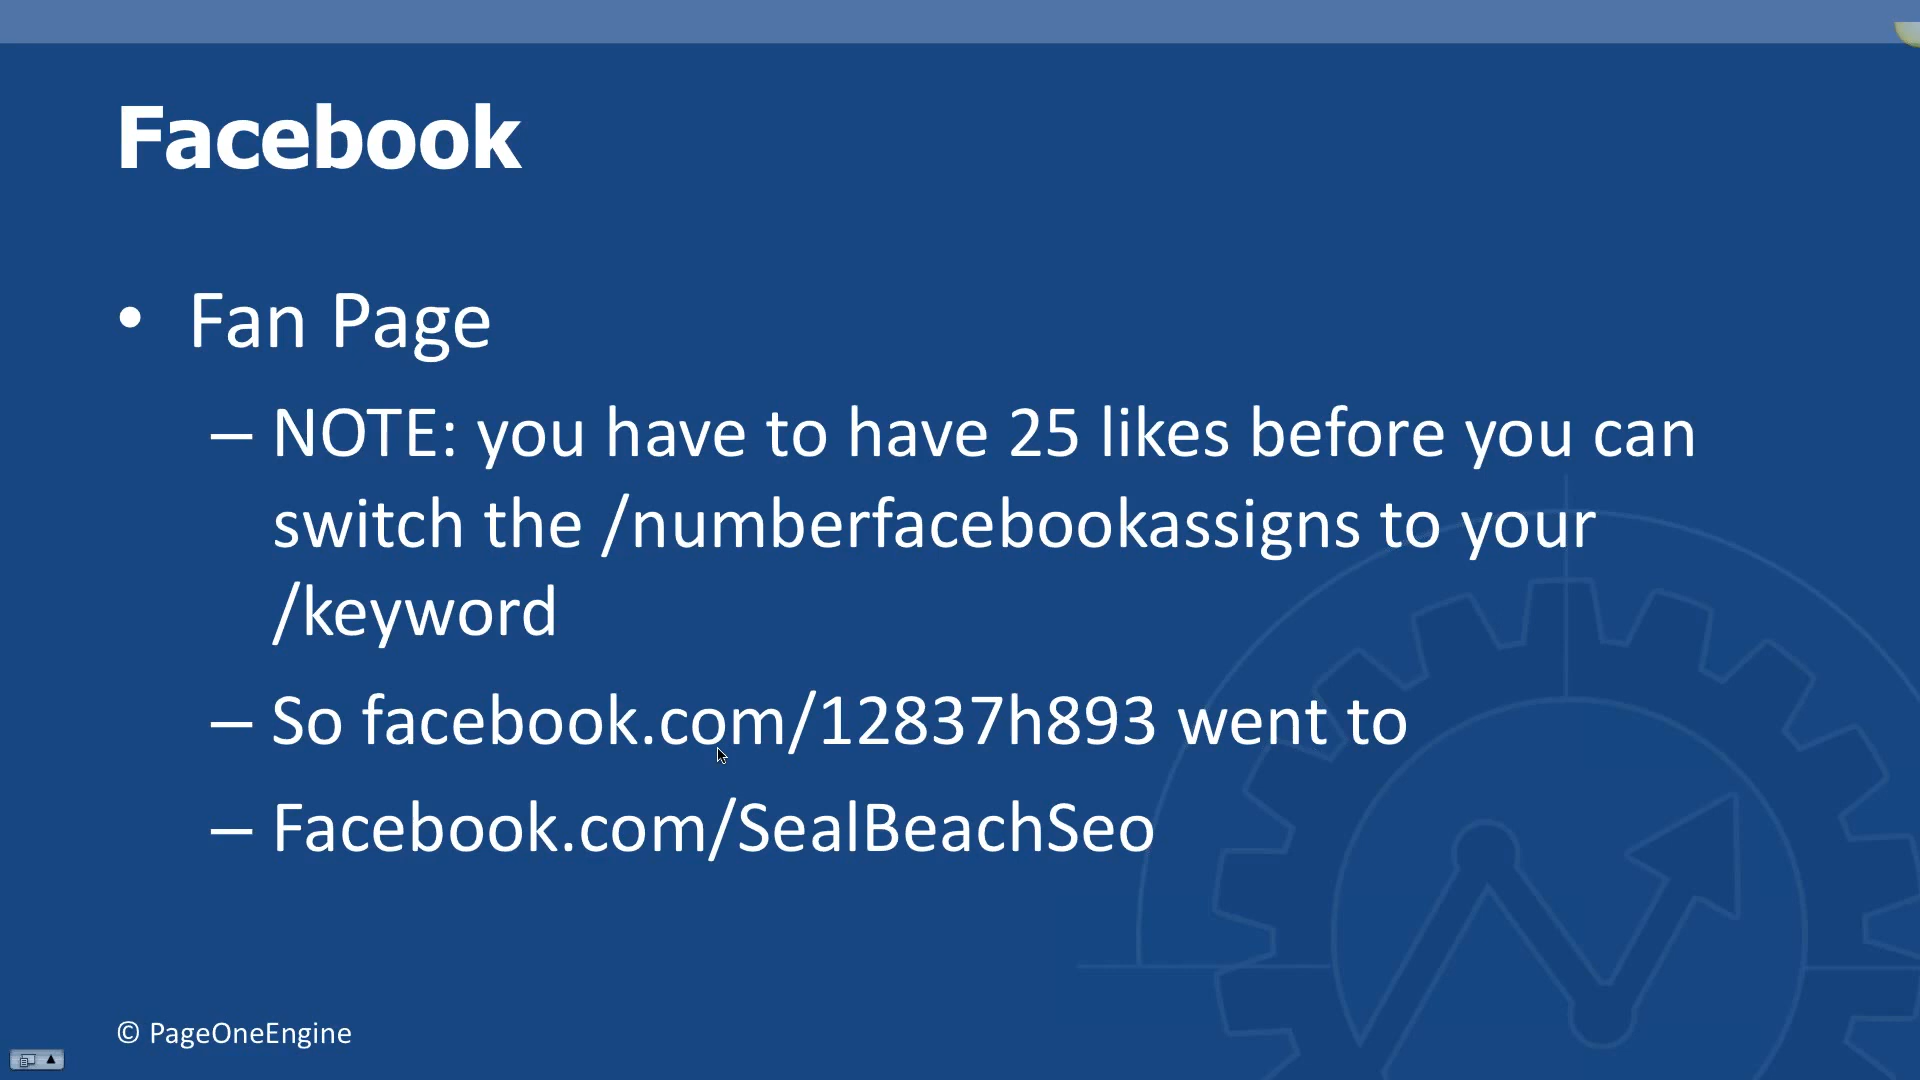 Facebook
• Fan Page
– NOTE: you have to have 25 likes before you can
switch the /numberfacebookassigns to your
/keyword
– So facebook.com/12837h893 went to
– Facebook.com/SealBeachSeo
© PageOneEngine